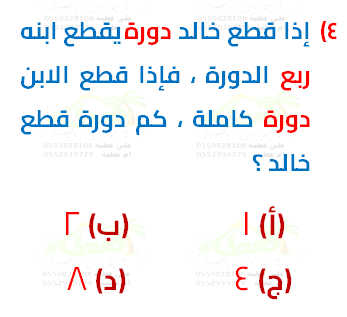 ٤) إذا قطع خالد دورة يقطع ابنه
ربع الدورة ، فإذا قطع الابن
دورة كاملة ، كم دورة قطع
خالد ؟
(أ) ١
(ب) ٢
(ج) ٤
(د) ٨